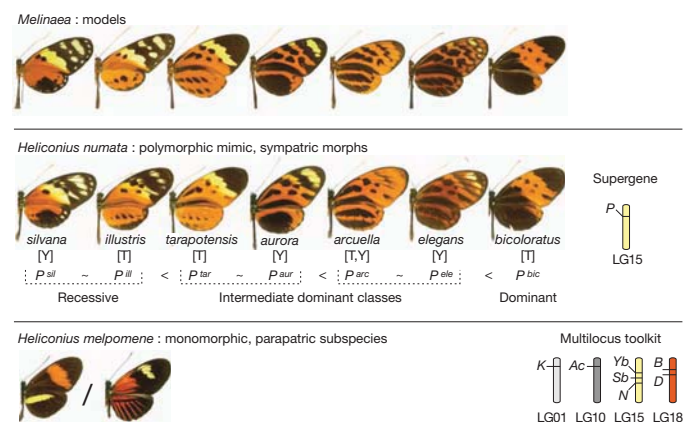 Melinaea : models
Heliconius numata : polymorphic mimic, sympatric morphs
Supergene
P
LG15
silvana illustris tarapotensis aurora arcuella elegans bicoloratus
[Y] [T] [T] [Y] [T,Y] [Y] [T]
P sil ~ P ill < P tar ~ P aur < P arc ~ P ele < P bic
Recessive Intermediate dominant classes Dominant
Heliconius melpomene : monomorphic, parapatric subspecies
Multilocus toolkit
/
K Ac Yb Sb N B D
LG01 LG10 LG15 LG18